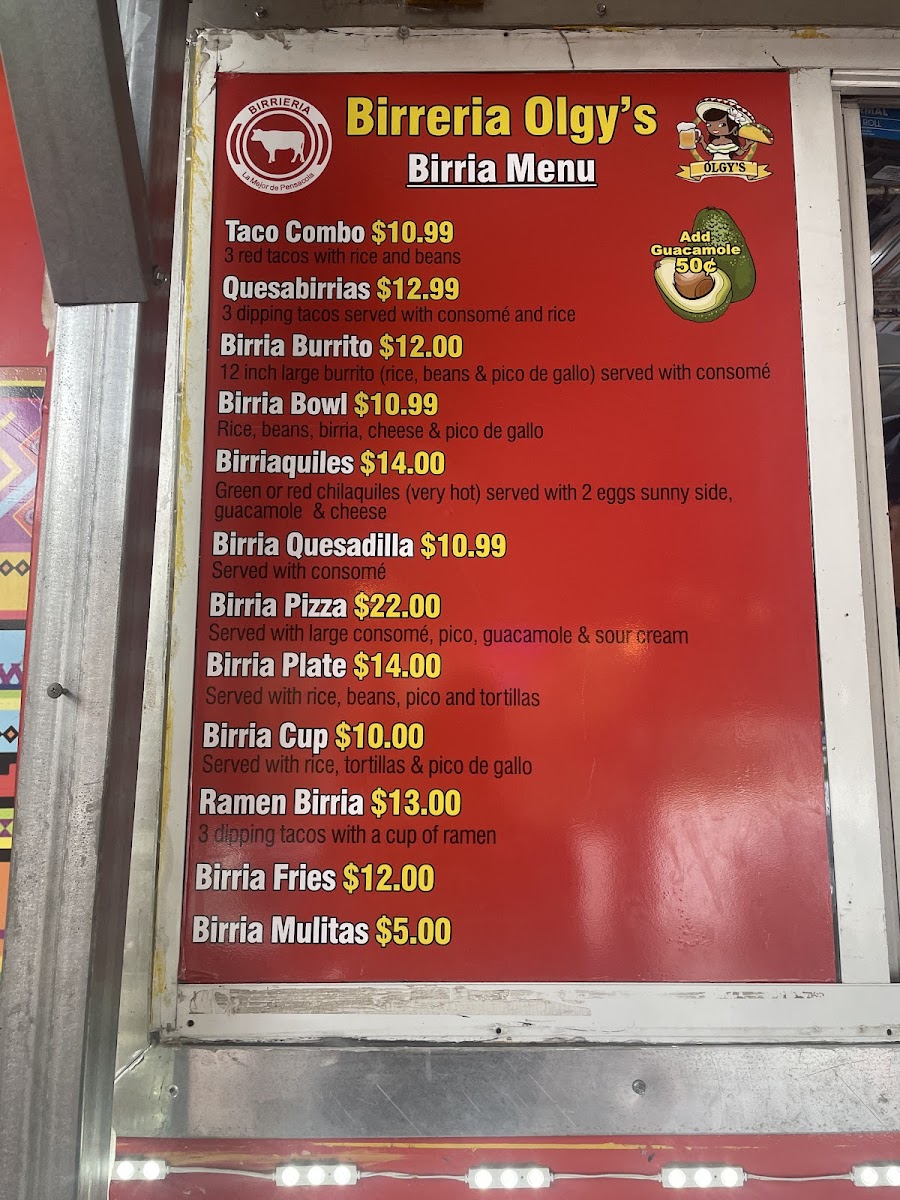 BIRRIERIA
La Mejor de Pensacola
Birreria Olgy's
Birria Menu
OLGY'S
Add
Guacamole
50¢
Taco Combo $10.99
3 red tacos with rice and beans
Quesabirrias $12.99
3 dipping tacos served with consomé and rice
Birria Burrito $12.00
12 inch large burrito (rice, beans & pico de gallo) served with consomé
Birria Bowl $10.99
Rice, beans, birria, cheese & pico de gallo
Birriaquiles $14.00
Green or red chilaquiles (very hot) served with 2 eggs sunny side,
guacamole & cheese
Birria Quesadilla $10.99
Served with consomé
Birria Pizza $22.00
Served with large consomé, pico, guacamole & sour cream
Birria Plate $14.00
Served with rice, beans, pico and tortillas
Birria Cup $10.00
Served with rice, tortillas & pico de gallo
Ramen Birria $13.00
3 dipping tacos with a cup of ramen
Birria Fries $12.00
Birria Mulitas $5.00